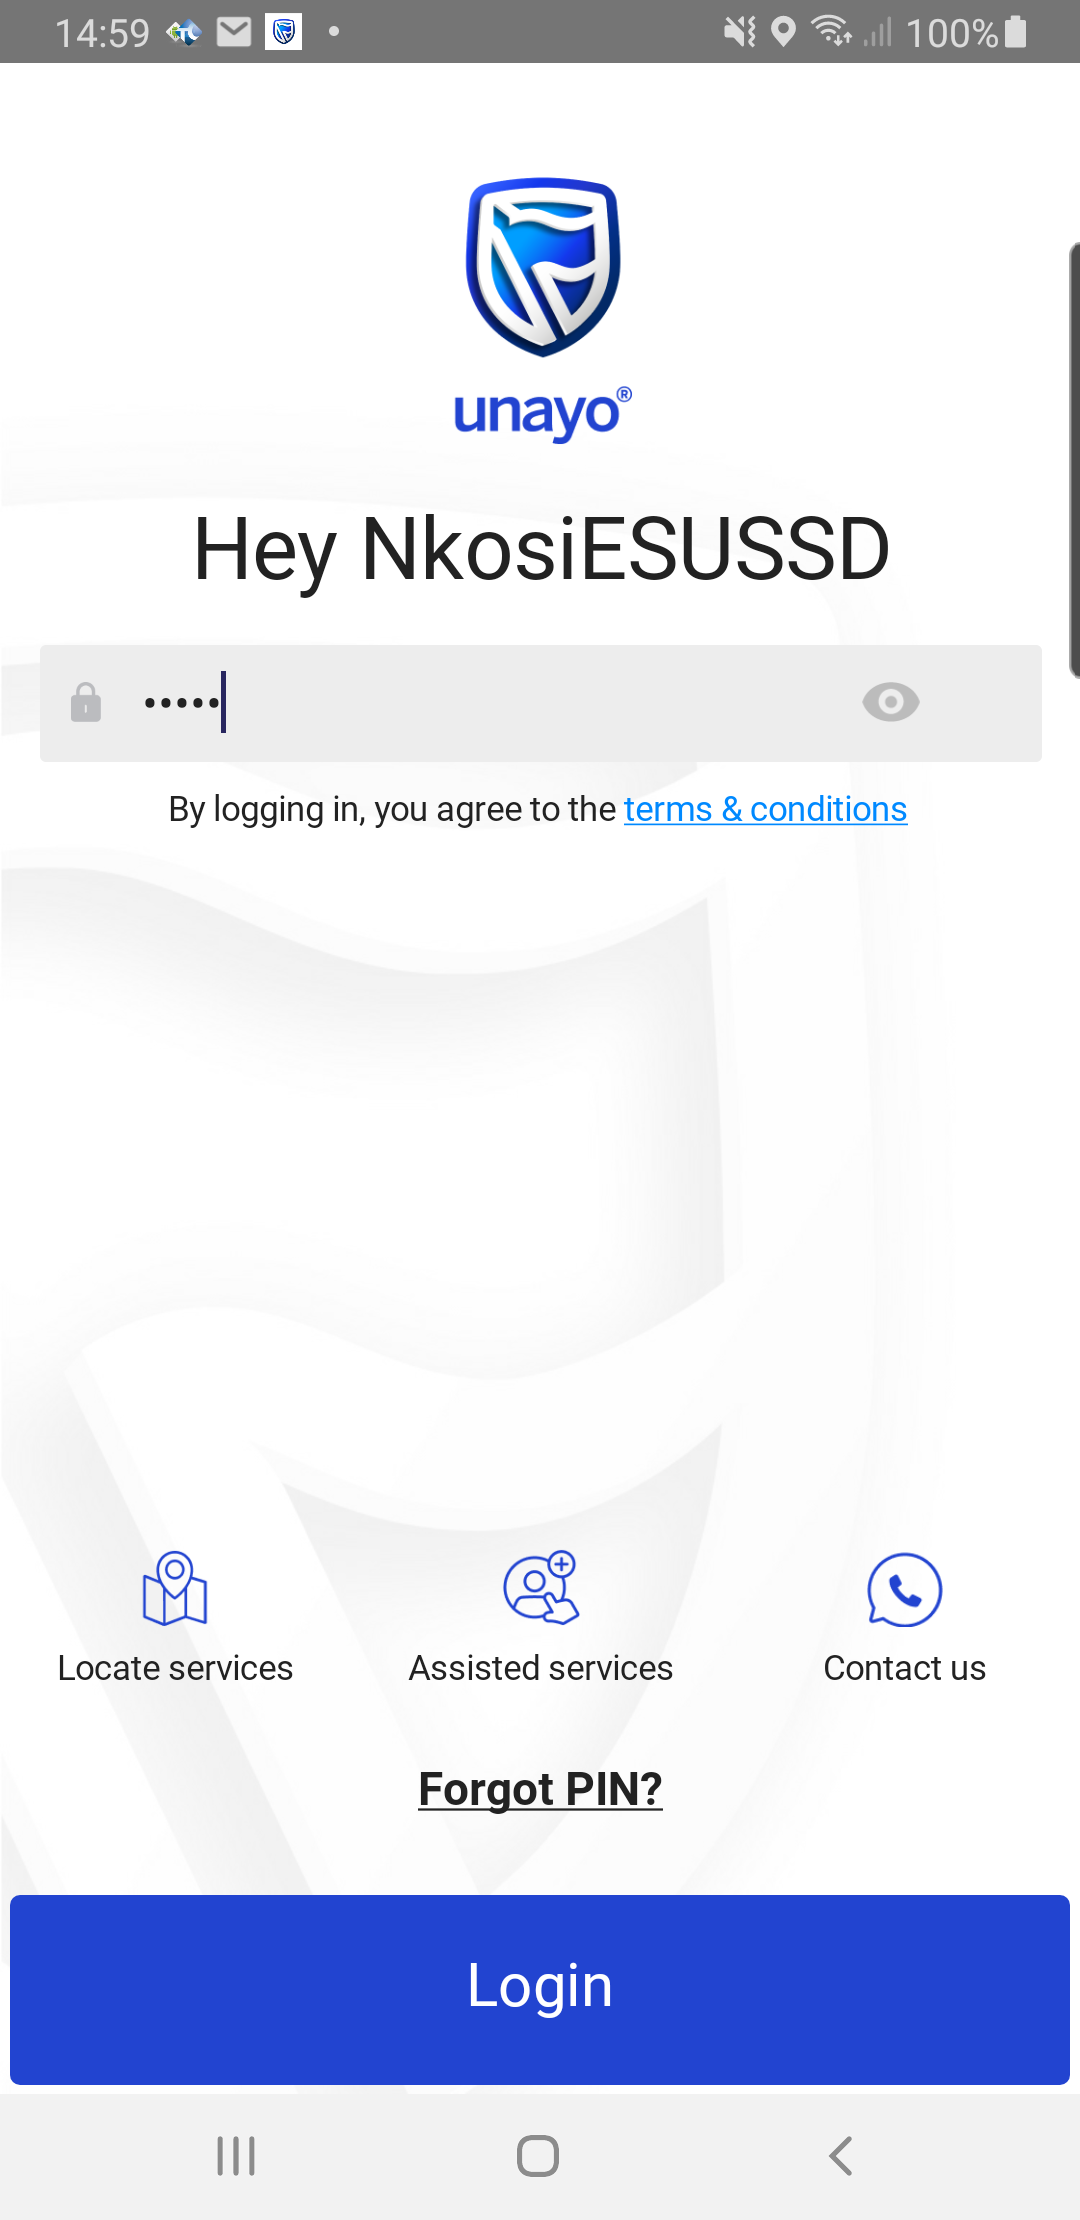 14:59 100%
unayo®
Hey NkosiESUSSD
•••••
By logging in, you agree to the terms & conditions
Locate services Assisted services Contact us
Forgot PIN?
Login